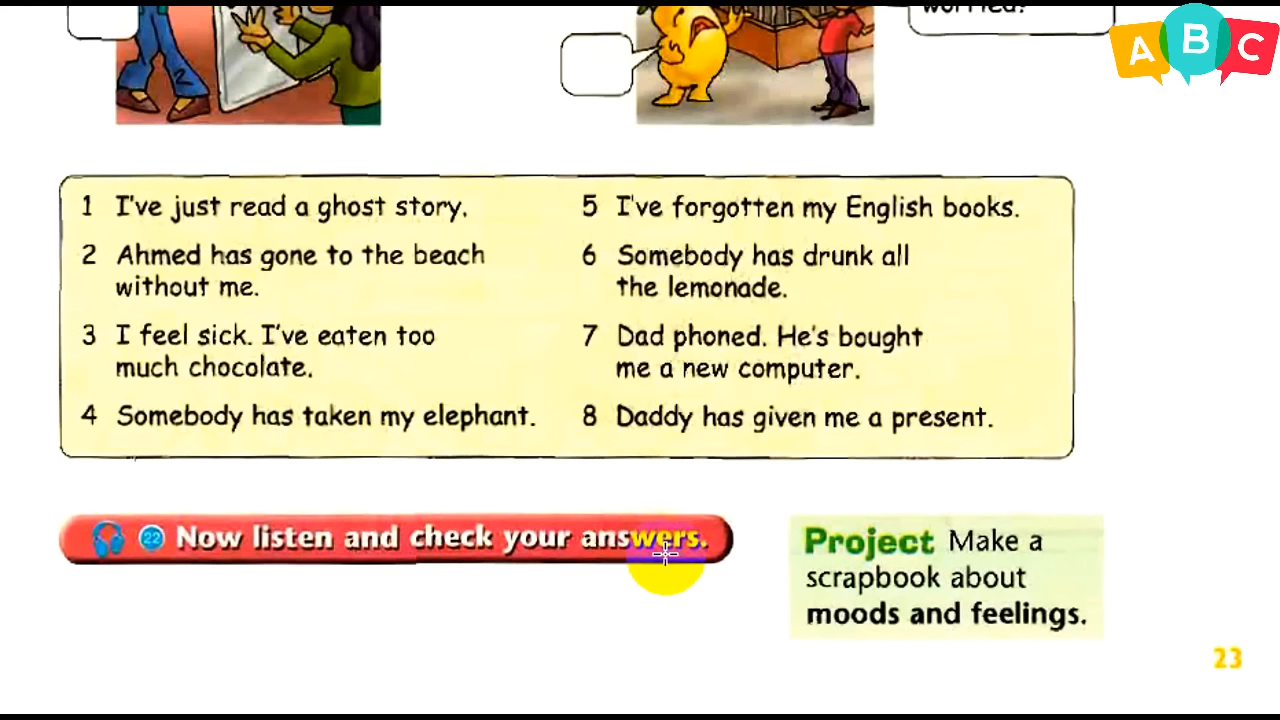 worried?
A B C
1 I've just read a ghost story.
2 Ahmed has gone to the beach
without me.
3 I feel sick. I've eaten too
much chocolate.
4 Somebody has taken my elephant.
5 I've forgotten my English books.
6 Somebody has drunk all
the lemonade.
7 Dad phoned. He's bought
me a new computer.
8 Daddy has given me a present.
22 Now listen and check your answers.
Project Make a
scrapbook about
moods and feelings.
23